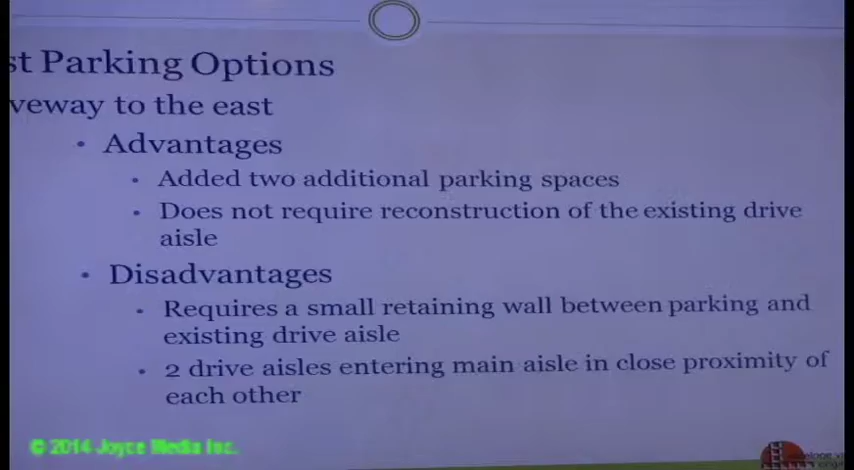 st Parking Options
veway to the east
• Advantages
• Added two additional parking spaces
• Does not require reconstruction of the existing drive
aisle
• Disadvantages
• Requires a small retaining wall between parking and
existing drive aisle
• 2 drive aisles entering main aisle in close proximity of
each other
© 2014 Joyce Media Inc.